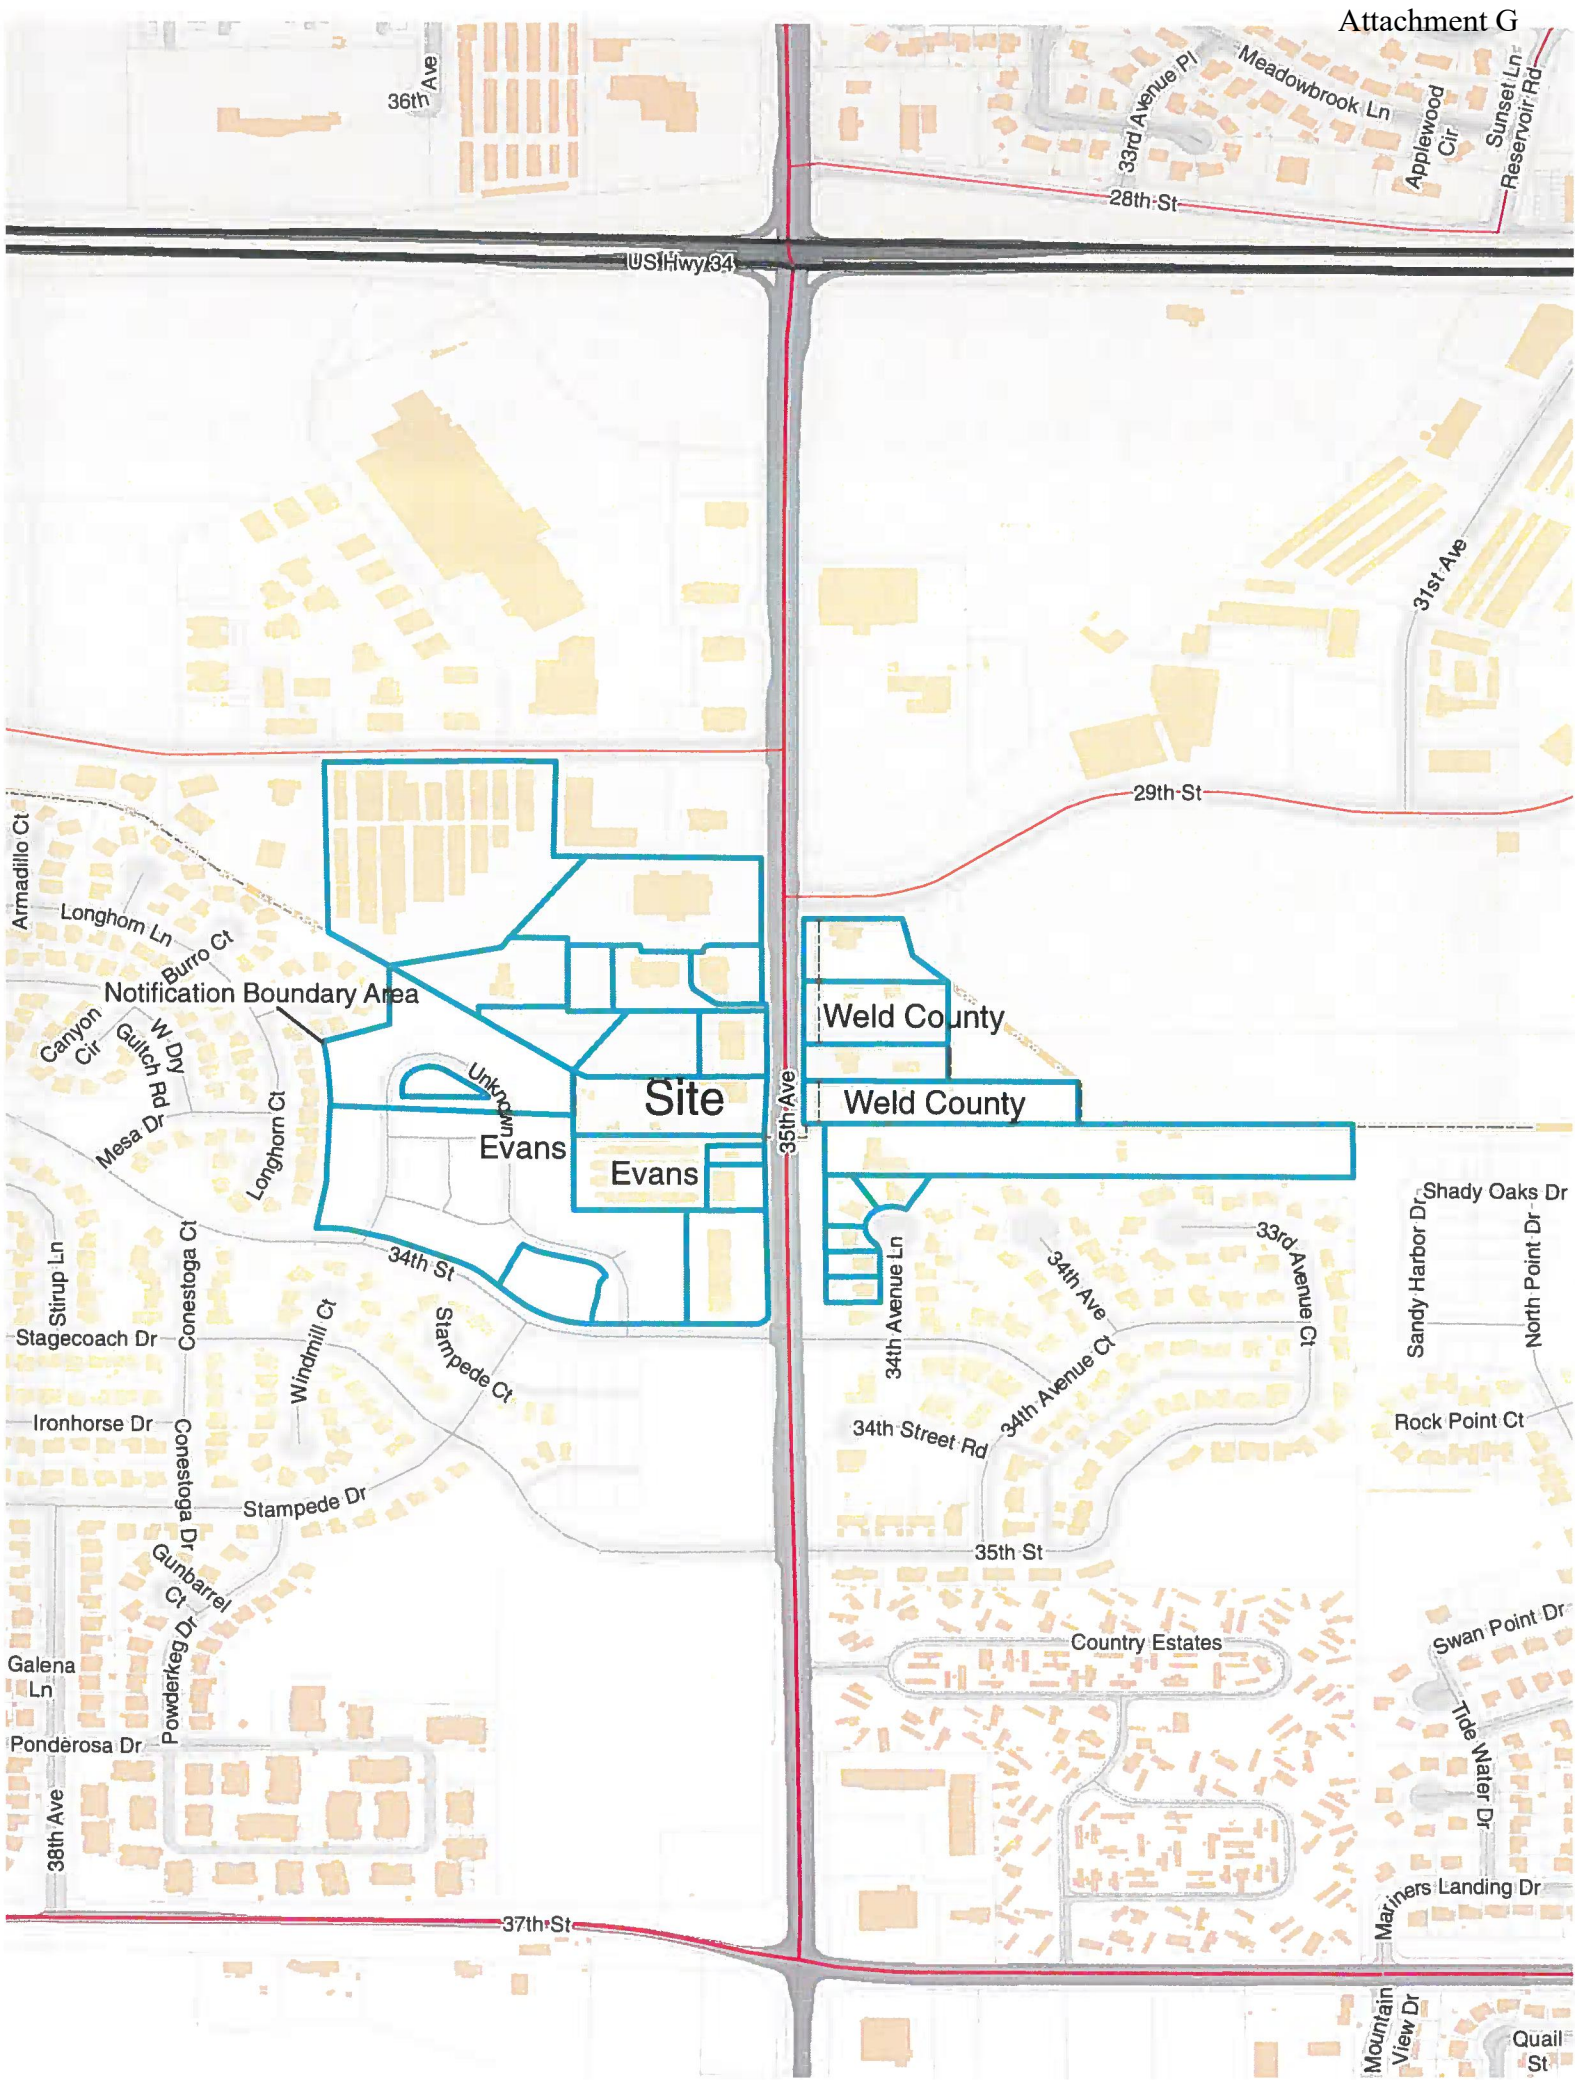 Attachment G
36th Ave
33rd Avenue Pl
Meadowbrook Ln
Applewood
Cir
Sunset Ln
Reservoir Rd
28th St
US Hwy 34
31st Ave
29th St
Armadillo Ct
Longhorn Ln
Burro Ct
Notification Boundary Area
Canyon
Cir
W Dry
Gultch Rd
Mesa Dr
Longhorn Ct
Unknown
Site
Evans
Evans
35th Ave
Weld County
Weld County
Shady Oaks Dr
Sandy Harbor Dr
North Point Dr
33rd Avenue Ct
34th Ave
34th Avenue Ln
34th Avenue Ct
34th Street Rd
Rock Point Ct
34th St
Stirup Ln
Conestoga Ct
Stagecoach Dr
Windmill Ct
Stampede Ct
Ironhorse Dr
Conestoga Dr
Stampede Dr
35th St
Gunbarrel
Ct
Powderkeg Dr
Galena
Ln
Ponderosa Dr
38th Ave
Country Estates
Swan Point Dr
Tide Water Dr
Mariners Landing Dr
37th St
Mountain
View Dr
Quail
St